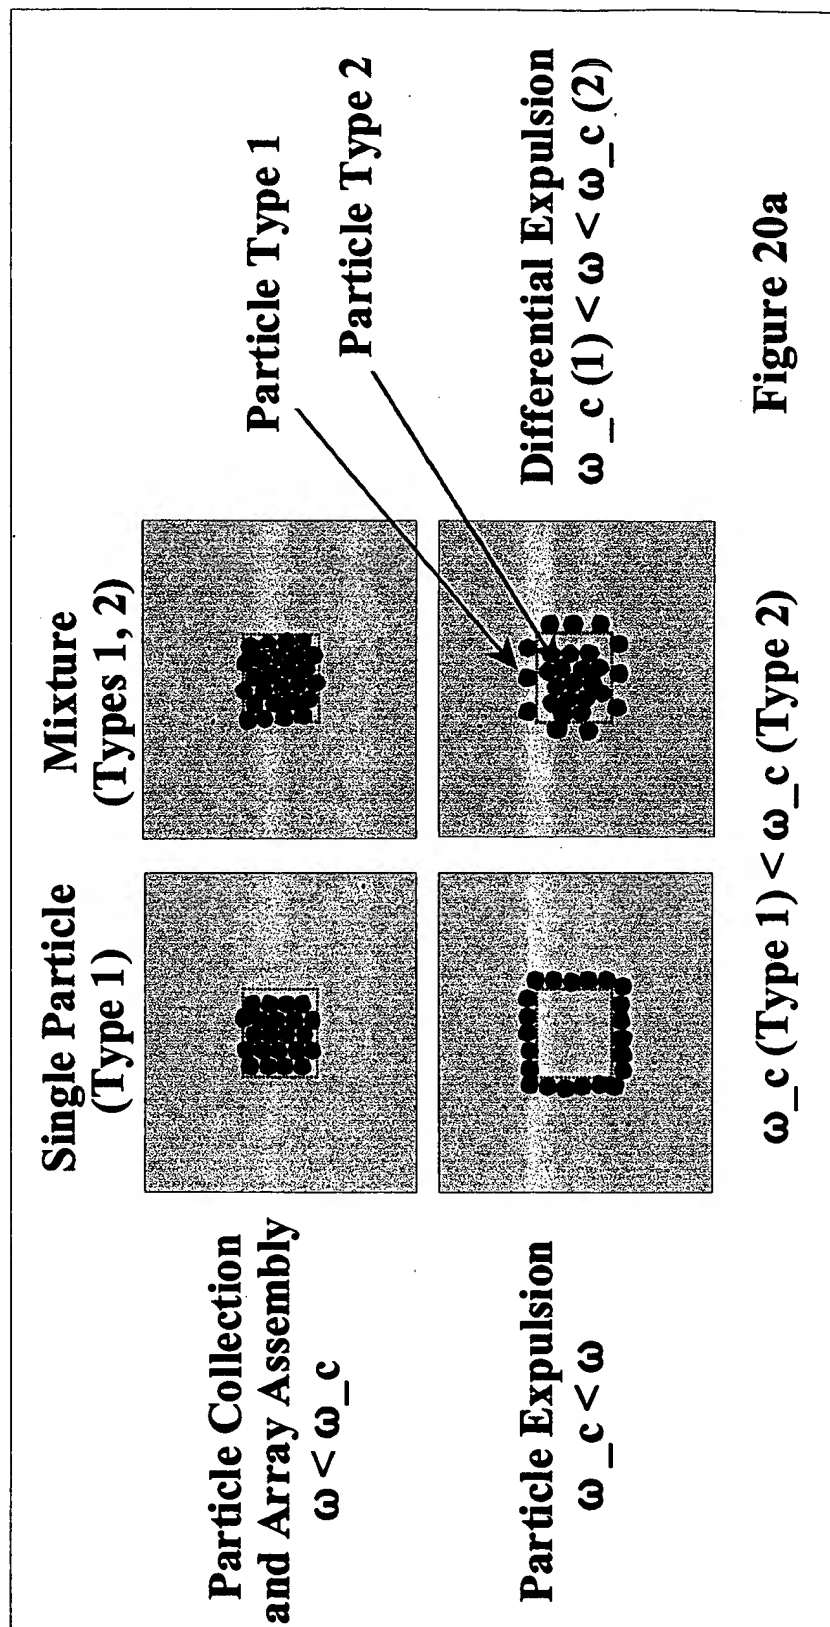 Single Particle
(Type 1)
Mixture
(Types 1, 2)
Particle Collection
and Array Assembly
ω < ω_c
Particle Type 1
Particle Type 2
Particle Expulsion
ω_c < ω
Differential Expulsion
ω_c (1) < ω < ω_c (2)
ω_c (Type 1) < ω_c (Type 2)
Figure 20a